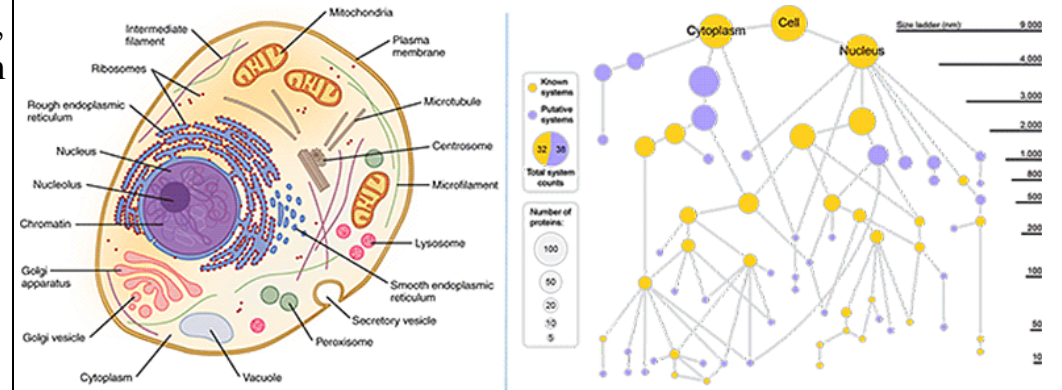 ,
n
Mitochondria
Intermediate
filament
Plasma
membrane
Ribosomes
Rough endoplasmic
reticulum
Microtubule
Centrosome
Nucleus
Nucleolus
Microfilament
Chromatin
Lysosome
Golgi
apparatus
Smooth endoplasmic
reticulum
Secretory vesicle
Golgi vesicle
Peroxisome
Cytoplasm
Vacuole
Cytoplasm
Cell
Nucleus
Size ladder (nm):
9,000
4,000
3,000
2,000
1,000
800
500
200
100
50
10
Known
systems
Putative
systems
32
38
Total system
counts
Number of
proteins:
100
50
20
10
5